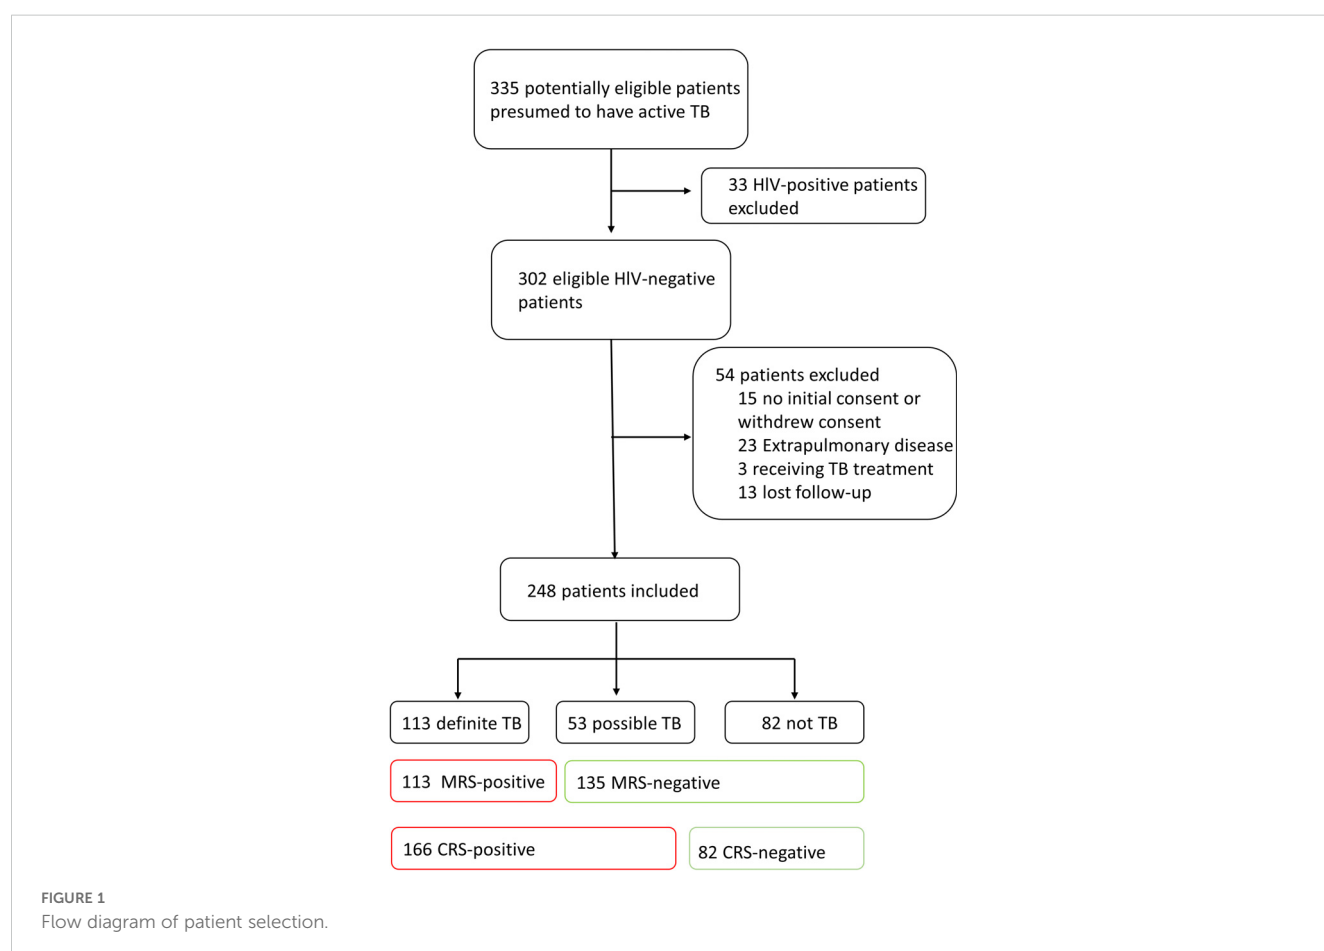 335 potentially eligible patients
presumed to have active TB
33 HIV-positive patients
excluded
302 eligible HIV-negative
patients
54 patients excluded
15 no initial consent or
withdrew consent
23 Extrapulmonary disease
3 receiving TB treatment
13 lost follow-up
248 patients included
113 definite TB
53 possible TB
82 not TB
113 MRS-positive
135 MRS-negative
166 CRS-positive
82 CRS-negative
FIGURE 1
Flow diagram of patient selection.